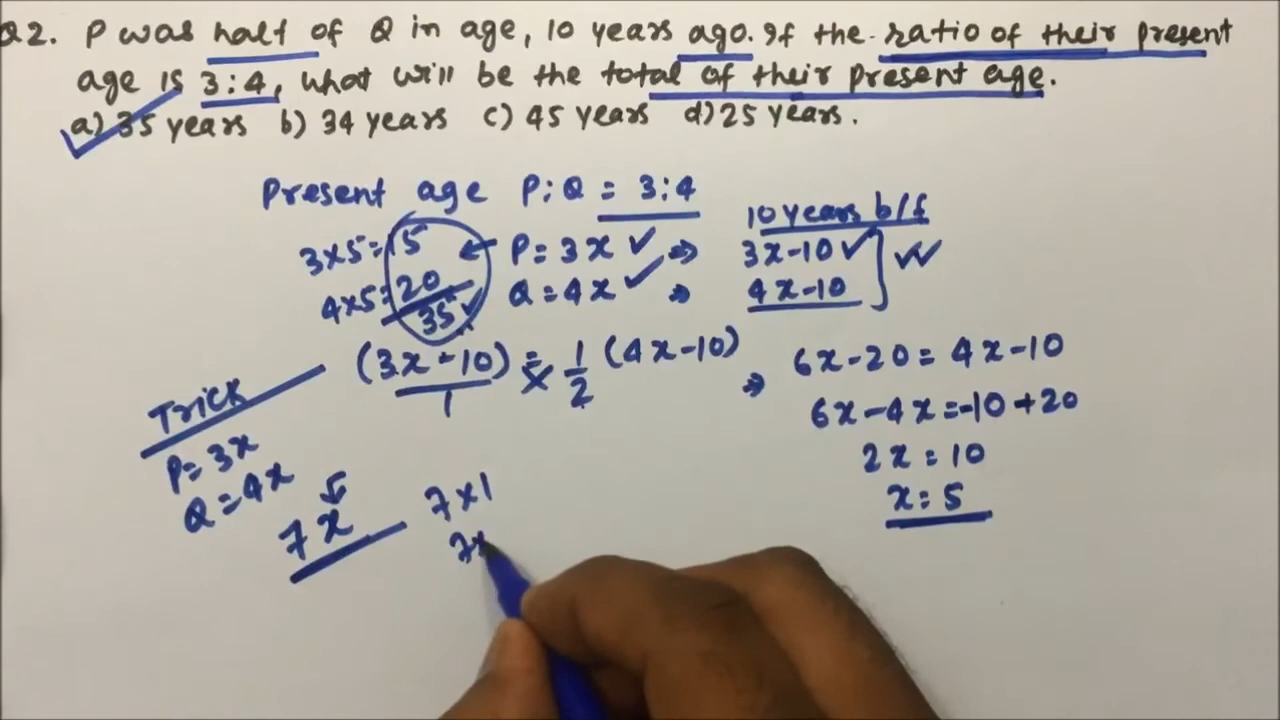 Q2. P was half of Q in age, 10 years ago. If the ratio of their present
age is 3:4, what will be the total of their present age.
a) 35 years b) 34 years c) 45 years d) 25 years.
Present age P:Q = 3:4
10 years b/f
3x5=15 P=3x 3x-10
4x5=20 Q=4x 4x-10
35
(3x-10)/1 = 1/2 (4x-10)
6x-20=4x-10
6x-4x=-10+20
2x=10
x=5
Trick
P=3x
Q=4x
7x 5
7x1
7x